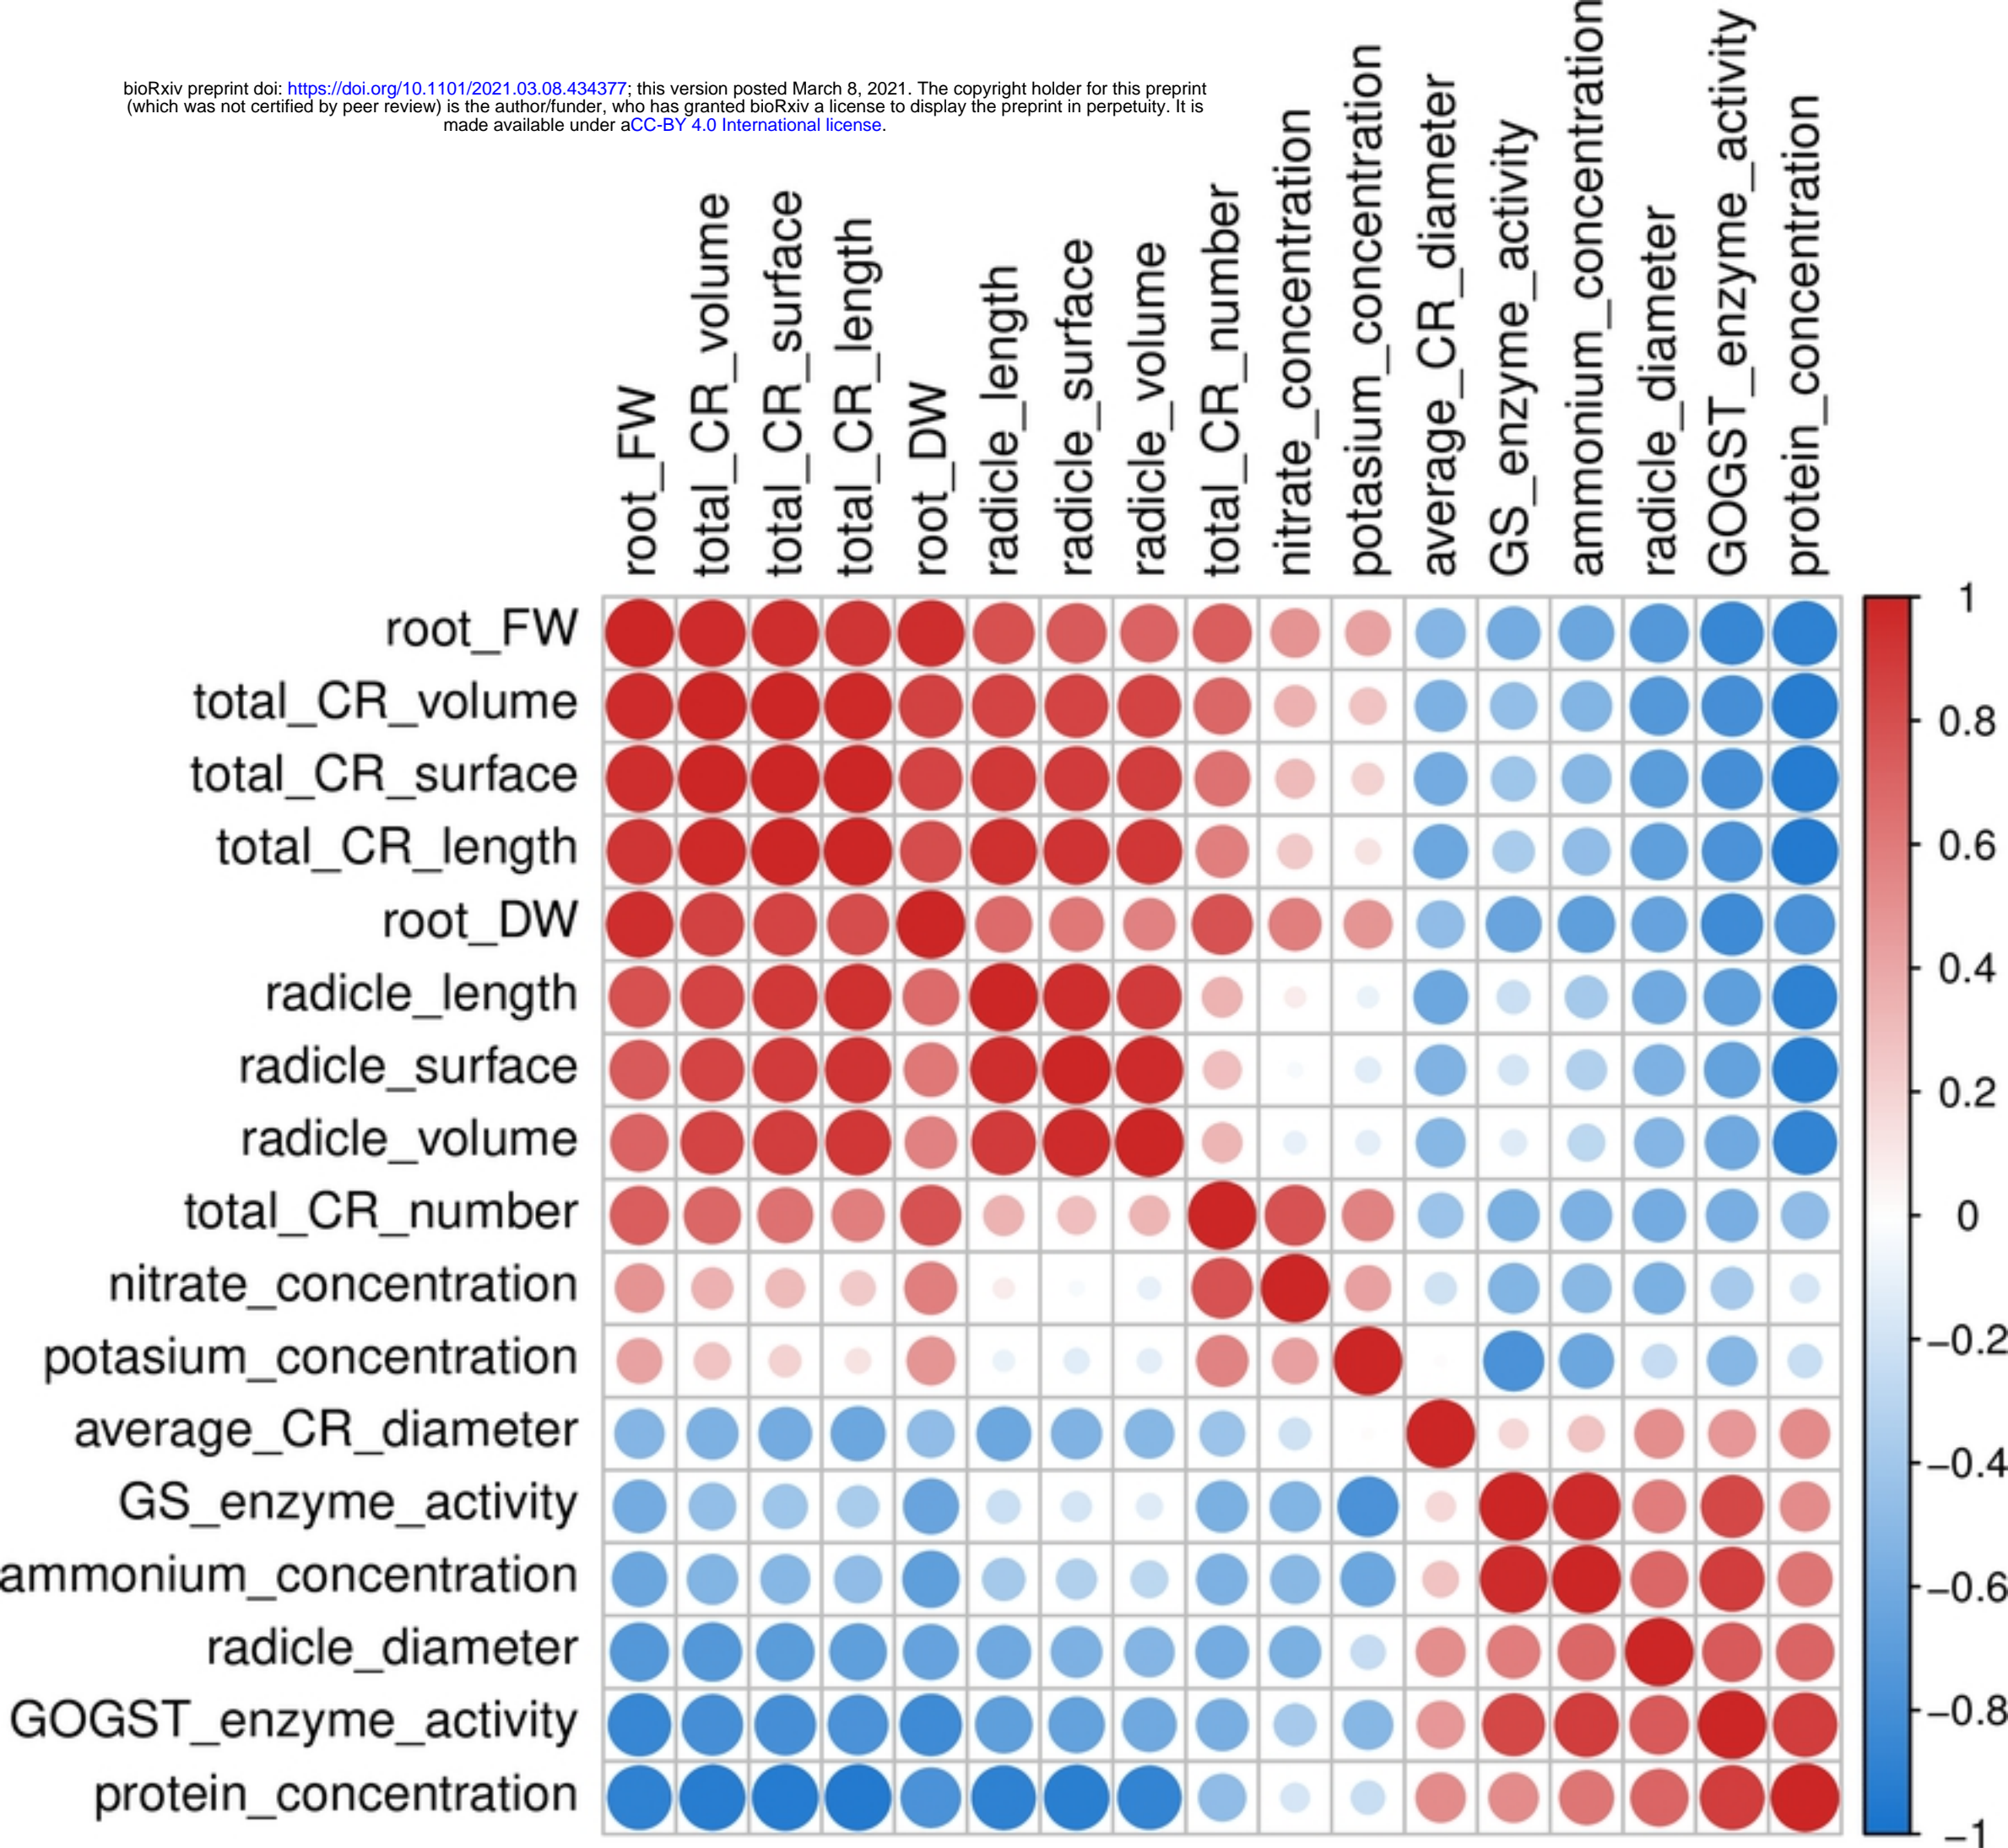 bioRxiv preprint doi: https://doi.org/10.1101/2021.03.08.434377; this version posted March 8, 2021. The copyright holder for this preprint
(which was not certified by peer review) is the author/funder, who has granted bioRxiv a license to display the preprint in perpetuity. It is
made available under aCC-BY 4.0 International license.
root_FW
total_CR_volume
total_CR_surface
total_CR_length
root_DW
radicle_length
radicle_surface
radicle_volume
total_CR_number
nitrate_concentration
potasium_concentration
average_CR_diameter
GS_enzyme_activity
ammonium_concentration
radicle_diameter
GOGST_enzyme_activity
protein_concentration
root_FW
total_CR_volume
total_CR_surface
total_CR_length
root_DW
radicle_length
radicle_surface
radicle_volume
total_CR_number
nitrate_concentration
potasium_concentration
average_CR_diameter
GS_enzyme_activity
ammonium_concentration
radicle_diameter
GOGST_enzyme_activity
protein_concentration
1
0.8
0.6
0.4
0.2
0
−0.2
−0.4
−0.6
−0.8
−1